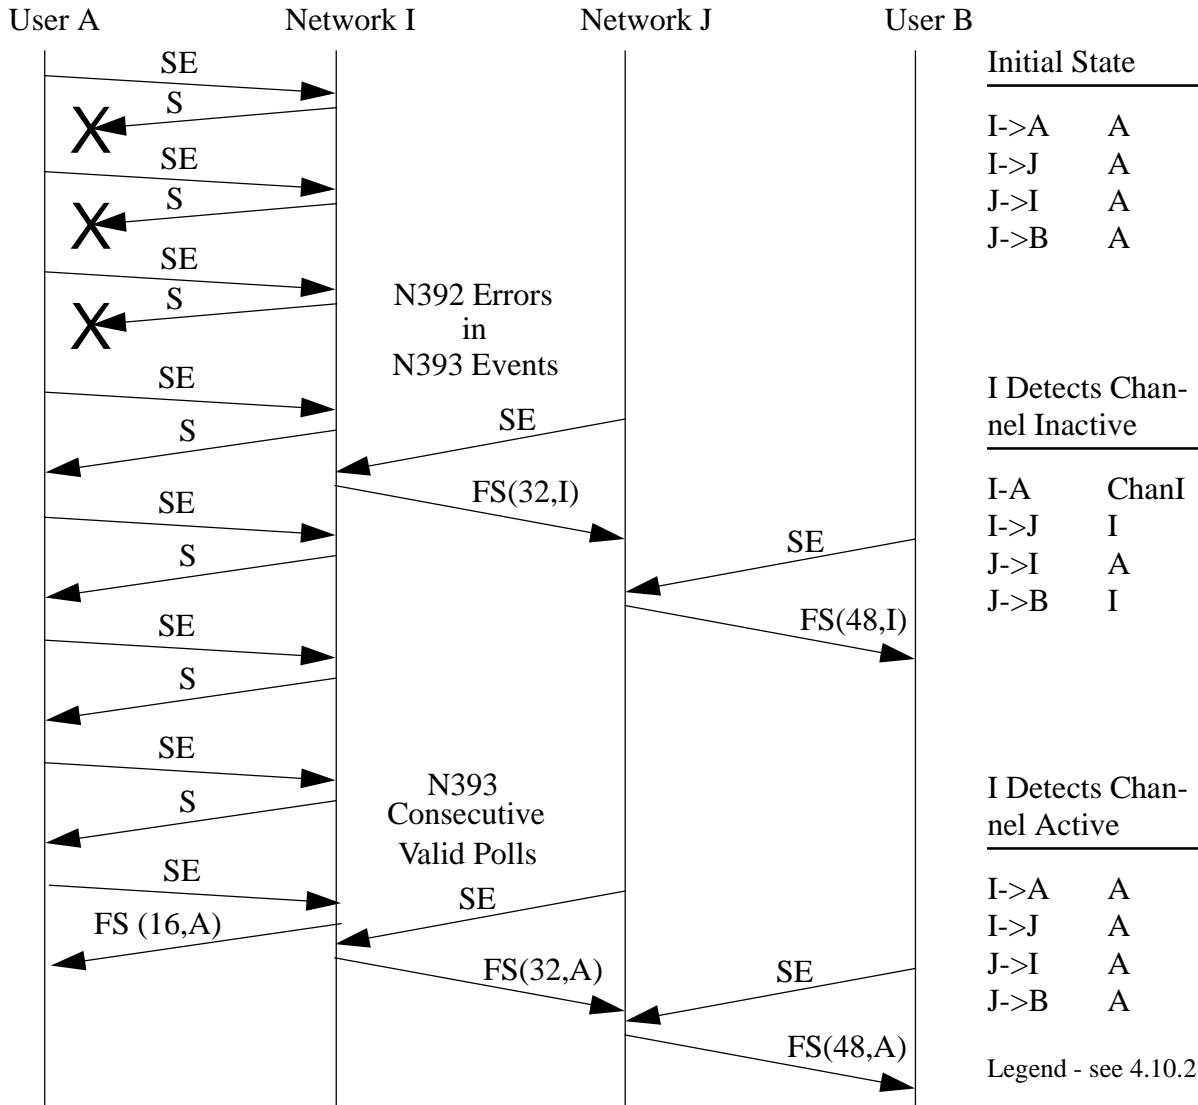 User A
Network I
Network J
User B
SE
S
X
SE
S
X
SE
S
X
N392 Errors
in
N393 Events
SE
S
SE
FS(32,I)
SE
S
SE
FS(48,I)
SE
S
SE
S
N393
Consecutive
Valid Polls
SE
FS (16,A)
SE
FS(32,A)
SE
FS(48,A)
Initial State
I->A A
I->J A
J->I A
J->B A
I Detects Chan-
nel Inactive
I-A ChanI
I->J I
J->I A
J->B I
I Detects Chan-
nel Active
I->A A
I->J A
J->I A
J->B A
Legend - see 4.10.2